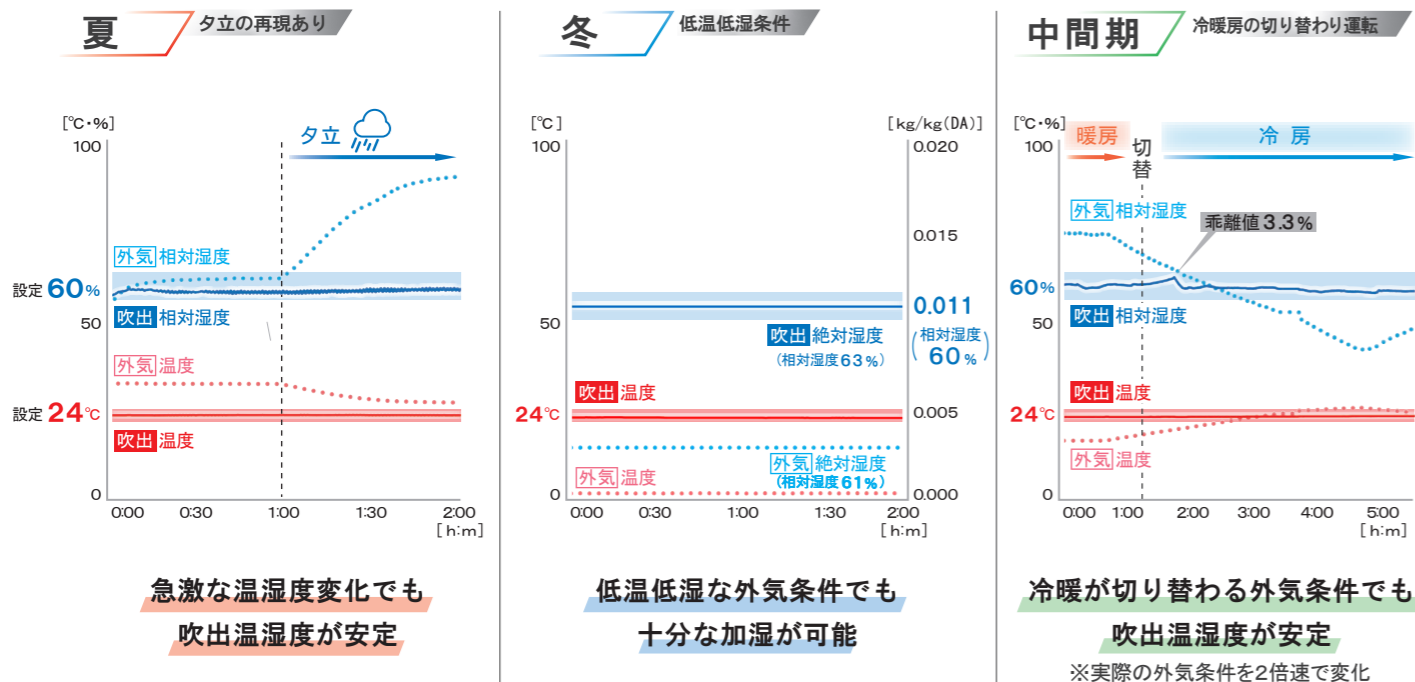 夏
夕立の再現あり
[℃・%]
100
夕立
外気 相対湿度
設定 60%
吹出 相対湿度
50
外気 温度
設定 24℃
吹出 温度
0
0:00 0:30 1:00 1:30 2:00
[h:m]
急激な温湿度変化でも
吹出温湿度が安定
冬
低温低湿条件
[℃] [kg/kg(DA)]
100 0.020
0.015
0.011
50
吹出 絶対湿度
(相対湿度63%)
(相対湿度
60%)
吹出 温度
24℃ 0.005
外気 絶対湿度
(相対湿度61%)
外気 温度
0 0.000
0:00 0:30 1:00 1:30 2:00
[h:m]
低温低湿な外気条件でも
十分な加湿が可能
中間期
冷暖房の切り替わり運転
[℃・%]
100
暖房 切替 冷房
外気 相対湿度
乖離値3.3%
60%
吹出 相対湿度
50
吹出 温度
24℃
外気 温度
0
0:00 1:00 2:00 3:00 4:00 5:00
[h:m]
冷暖が切り替わる外気条件でも
吹出温湿度が安定
※実際の外気条件を2倍速で変化